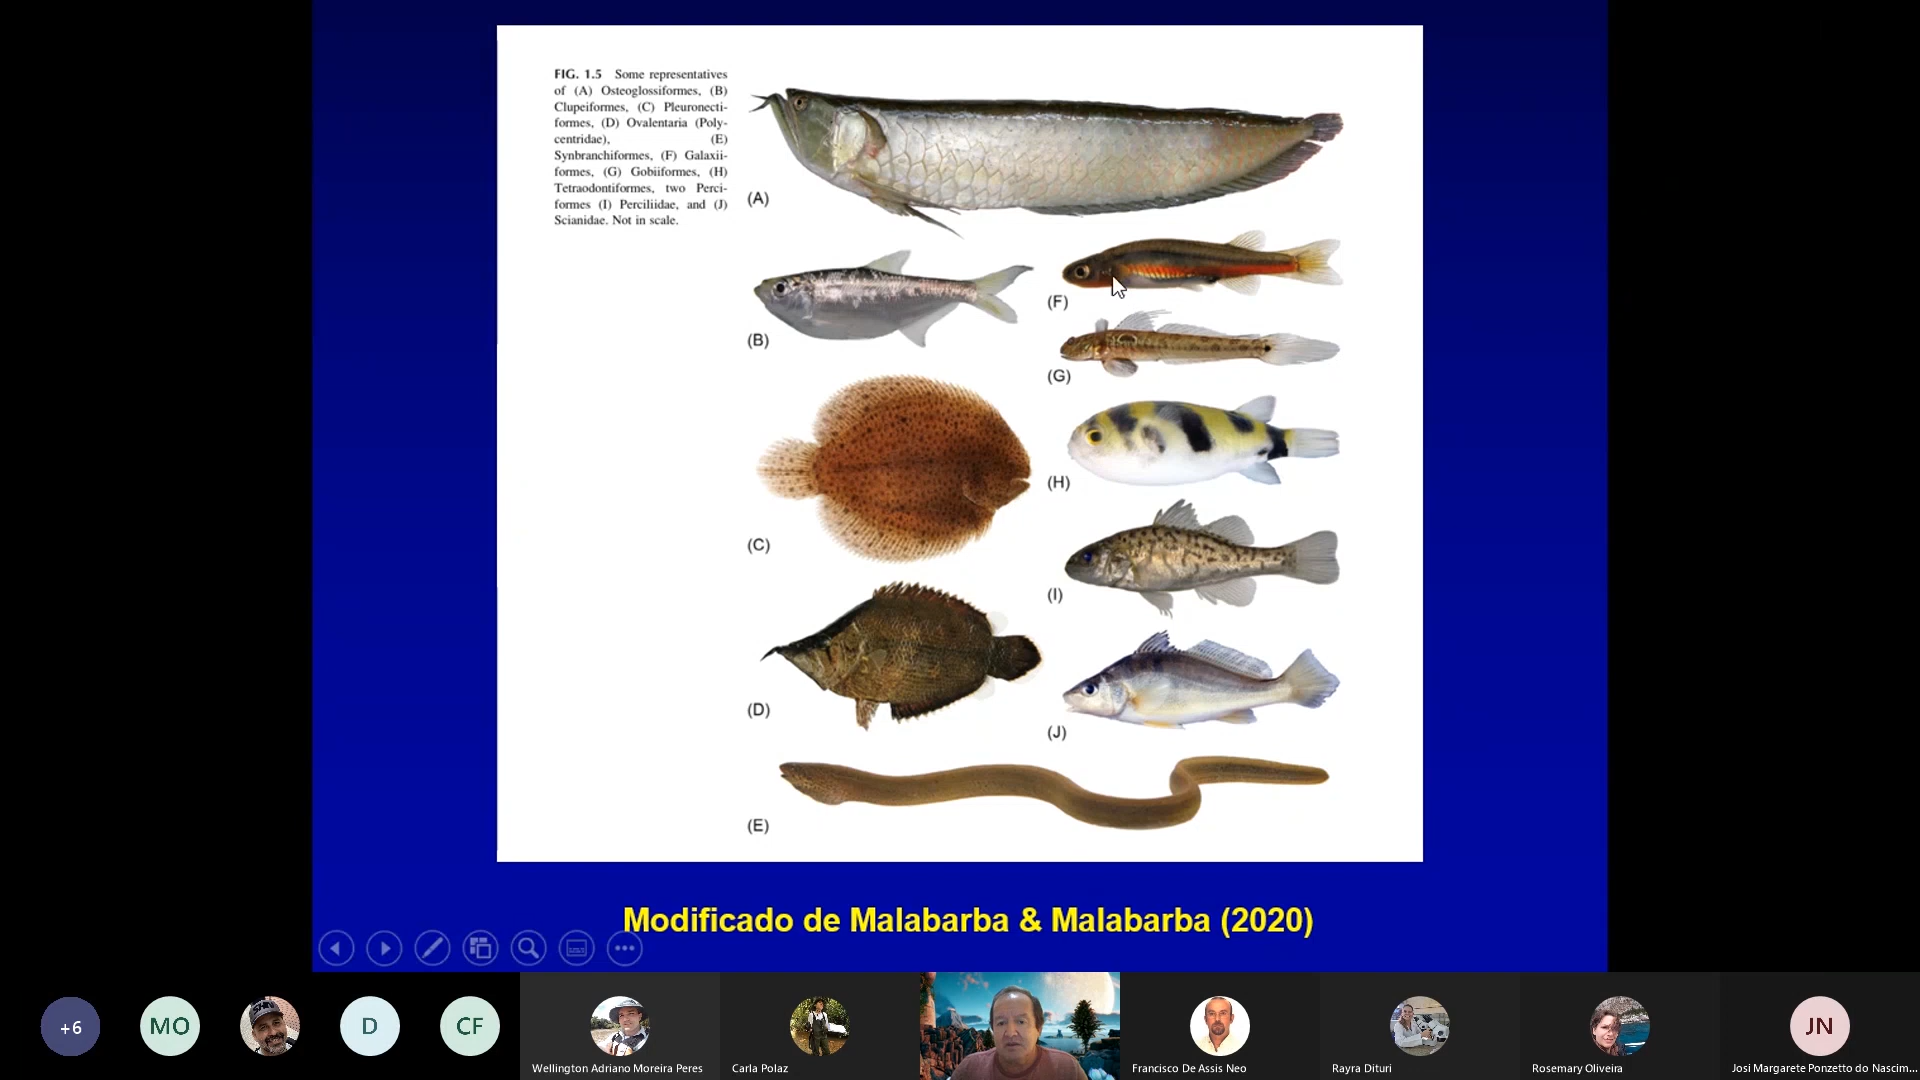 FIG. 1.5 Some representatives
of (A) Osteoglossiformes, (B)
Clupeiformes, (C) Pleuronecti-
formes, (D) Ovalentaria (Poly-
centridae), (E)
Synbranchiformes, (F) Galaxii-
formes, (G) Gobiiformes, (H)
Tetraodontiformes, two Perci-
formes (I) Perciliidae, and (J)
Scianidae. Not in scale.
(A)
(B)
(F)
(G)
(C)
(H)
(I)
(D)
(J)
(E)
Modificado de Malabarba & Malabarba (2020)
+6
MO
D
CF
JN
Wellington Adriano Moreira Peres
Carla Polaz
Francisco De Assis Neo
Rayra Dituri
Rosemary Oliveira
Josi Margarete Ponzetto do Nascim...